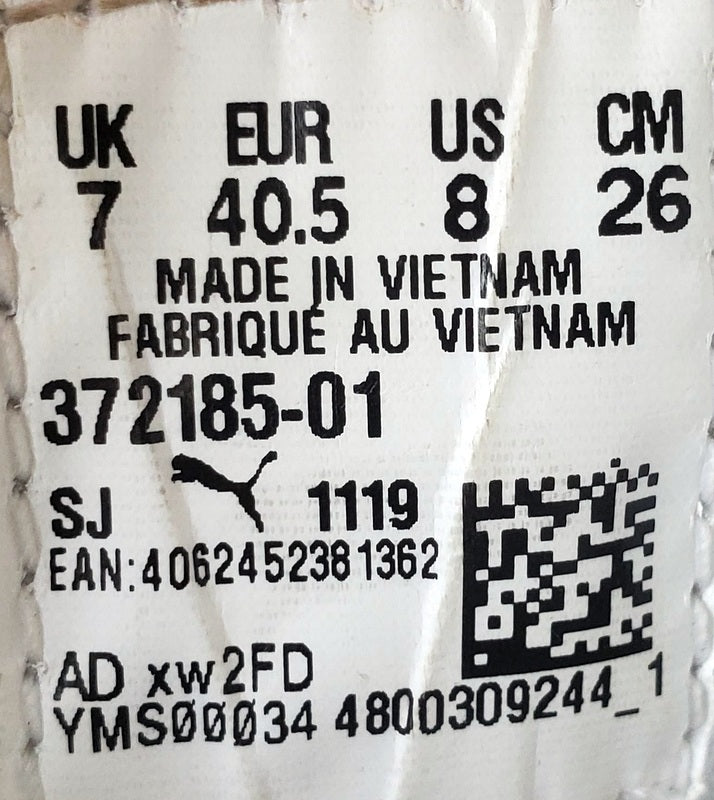 UK EUR US CM
7 40.5 8 26
MADE IN VIETNAM
FABRIQUÉ AU VIETNAM
372185-01
SJ 1119
EAN:4062452381362
AD xw2FD
YMSØØØ34 4800309244_1